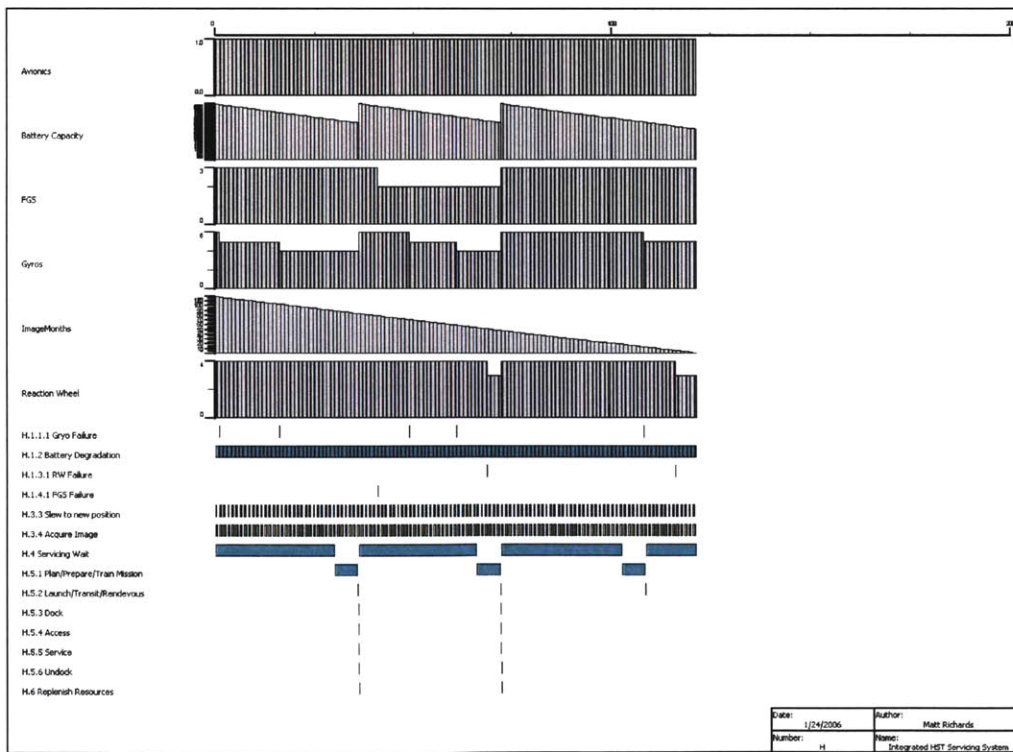 0 100
Avionics
1.0
0.0
Battery Capacity
FGS
3
0
Gyros
6
0
ImageMonths
Reaction Wheel
4
0
H.1.1.1 Gryo Failure
H.1.2 Battery Degradation
H.1.3.1 RW Failure
H.1.4.1 FGS Failure
H.3.3 Slew to new position
H.3.4 Acqure Image
H.4 Servicing Wait
H.5.1 Plan/Prepare/Train Mission
H.5.2 Launch/Transit/Rendevous
H.5.3 Dock
H.5.4 Access
H.5.5 Service
H.5.6 Undock
H.6 Replenish Resources
Date: Author:
1/24/2006 Matt Richards
Number: Name:
H Integrated HST Servicing System